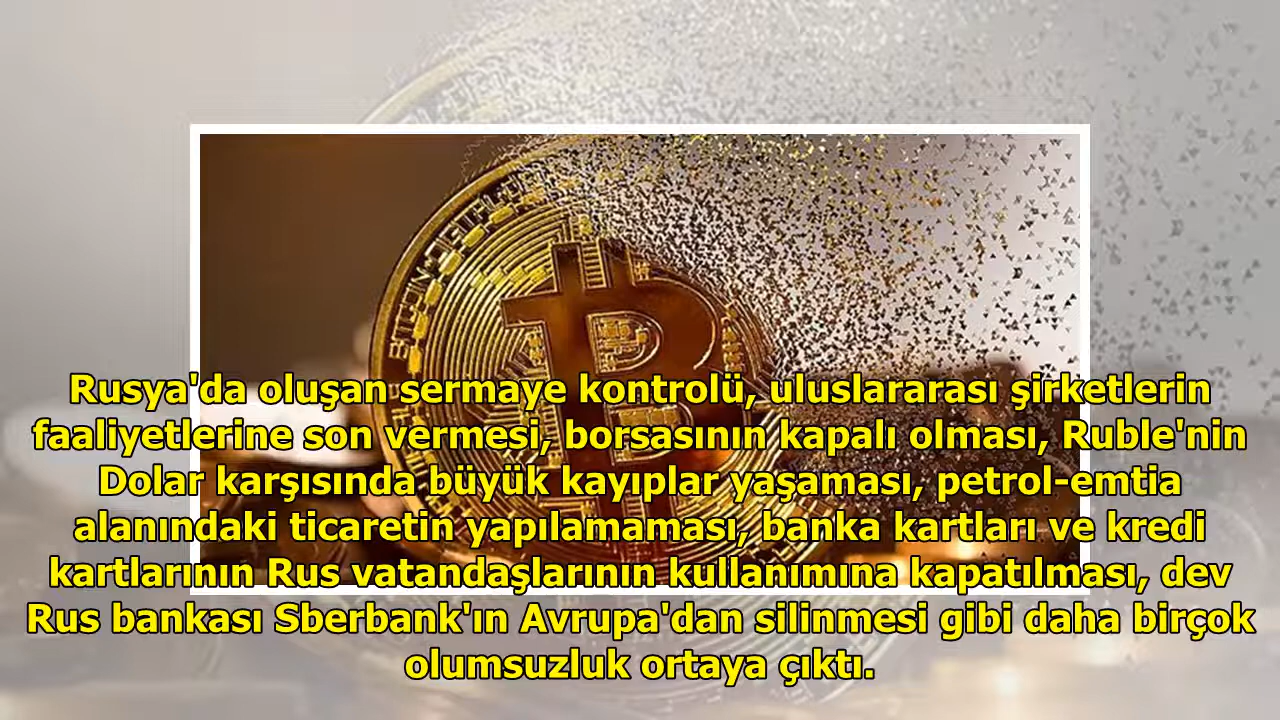 BITCOIN
Rusya'da oluşan sermaye kontrolü, uluslararası şirketlerin
faaliyetlerine son vermesi, borsasının kapalı olması, Ruble'nin
Dolar karşısında büyük kayıplar yaşaması, petrol-emtia
alanındaki ticaretin yapılamaması, banka kartları ve kredi
kartlarının Rus vatandaşlarının kullanımına kapatılması, dev
Rus bankası Sberbank'ın Avrupa'dan silinmesi gibi daha birçok
olumsuzluk ortaya çıktı.